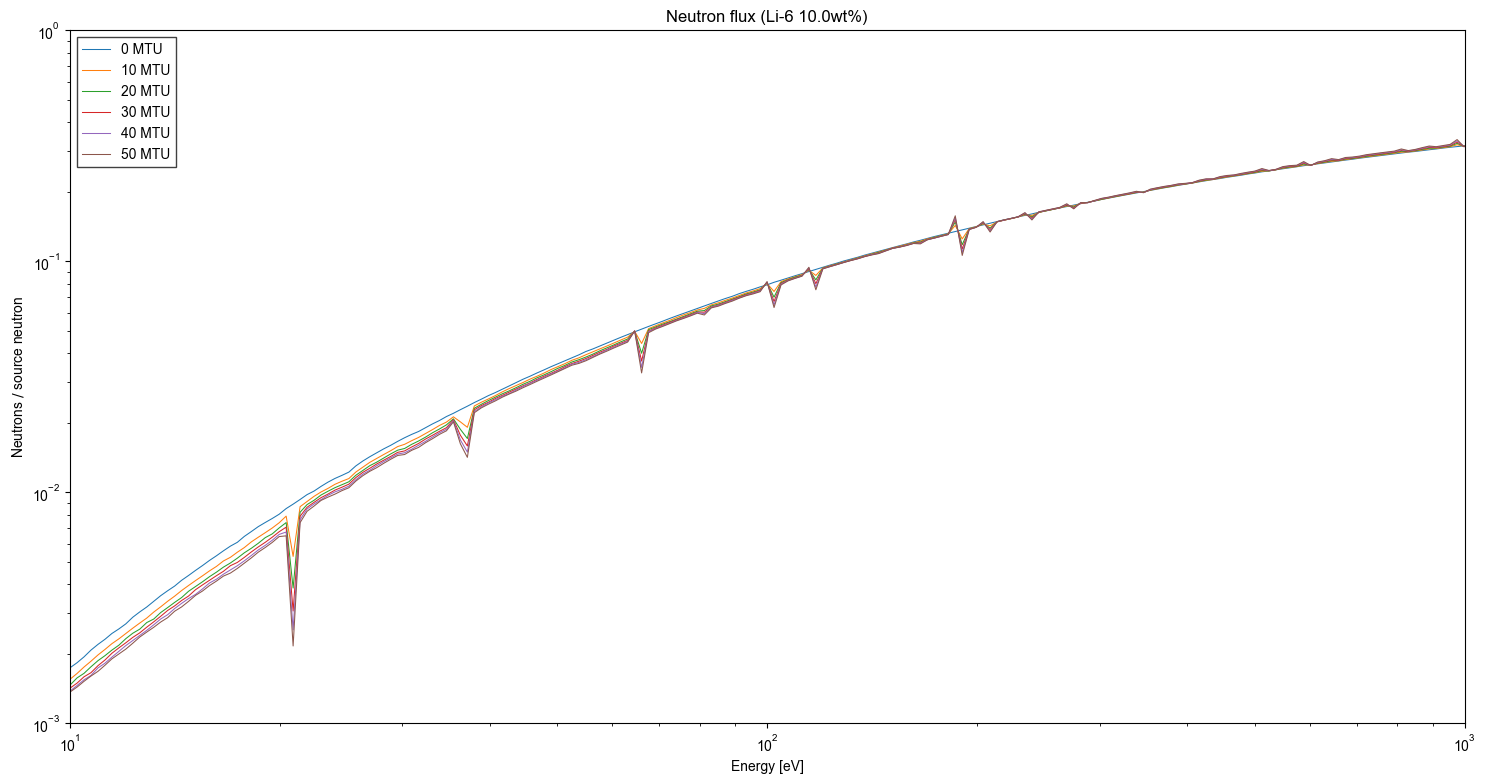 Neutron flux (Li-6 10.0wt%)
10⁰
0 MTU
10 MTU
20 MTU
30 MTU
40 MTU
50 MTU
10⁻¹
Neutrons / source neutron
10⁻²
10⁻³
10¹
10²
10³
Energy [eV]